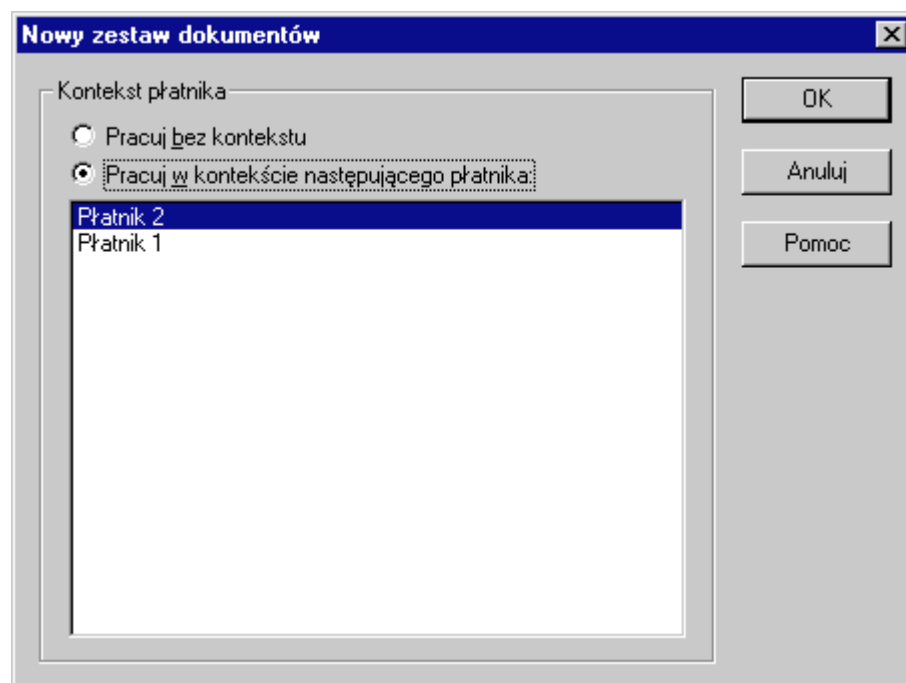 Nowy zestaw dokumentów
Kontekst płatnika
OK
Pracuj bez kontekstu
Pracuj w kontekście następującego płatnika:
Anuluj
Płatnik 2
Płatnik 1
Pomoc